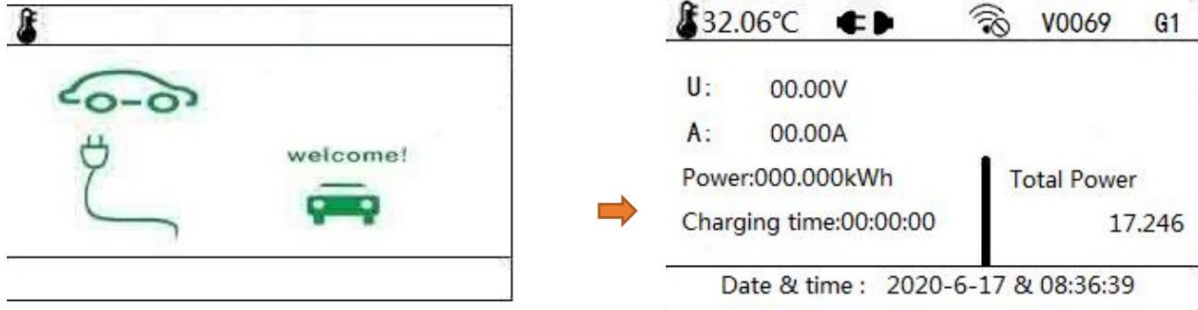 welcome!
32.06℃ V0069 G1
U: 00.00V
A: 00.00A
Power:000.000kWh
Total Power
Charging time:00:00:00
17.246
Date & time : 2020-6-17 & 08:36:39